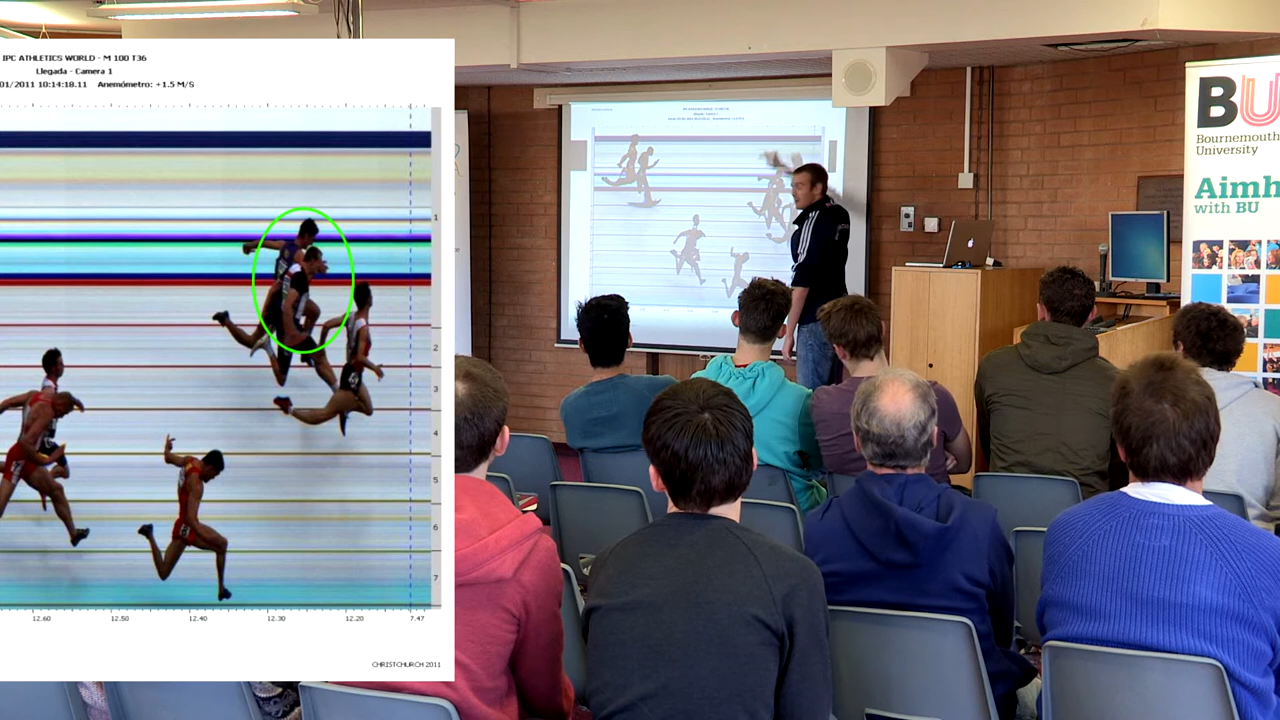 IPC ATHLETICS WORLD - M 100 T36
Llegada - Camera 1
01/2011 10:14:18.11 Anemómetro: +1.5 M/S
1
2
3
4
5
6
7
12.60 12.50 12.40 12.30 12.20 7.47
CHRISTCHURCH 2011
BU
Bournemouth
University
Aimh
with BU